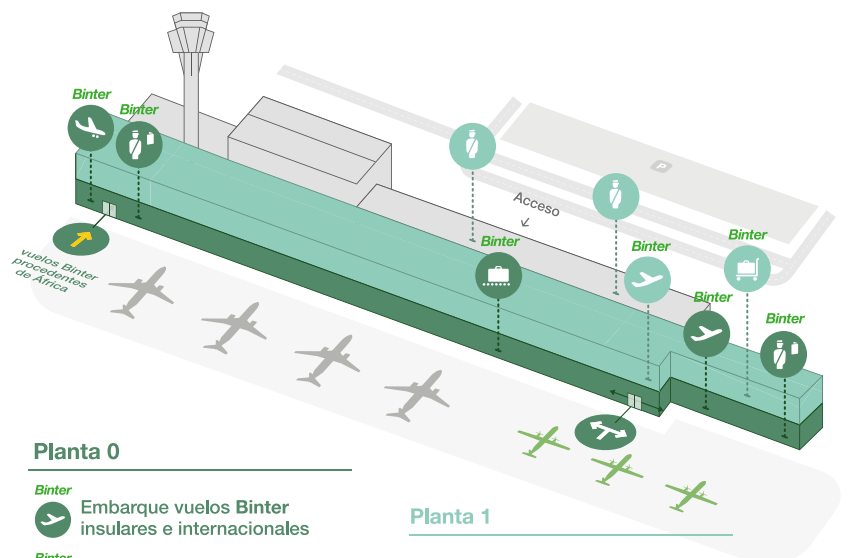 Binter
Binter
Acceso
P
Binter
Binter
Binter
Binter
Binter
vuelos Binter
procedentes
de África
Planta 0
Binter
Embarque vuelos Binter
insulares e internacionales
Planta 1
Binter